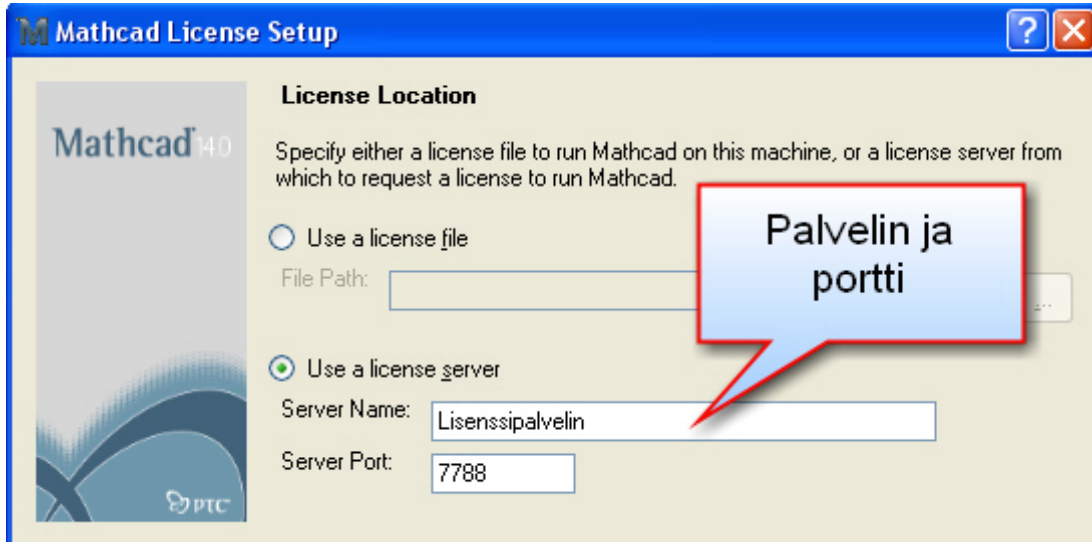 Mathcad License Setup
Mathcad 14.0
License Location
Specify either a license file to run Mathcad on this machine, or a license server from
which to request a license to run Mathcad.
Use a license file
File Path:
...
Palvelin ja
portti
Use a license server
Server Name: Lisenssipalvelin
Server Port: 7788
PTC